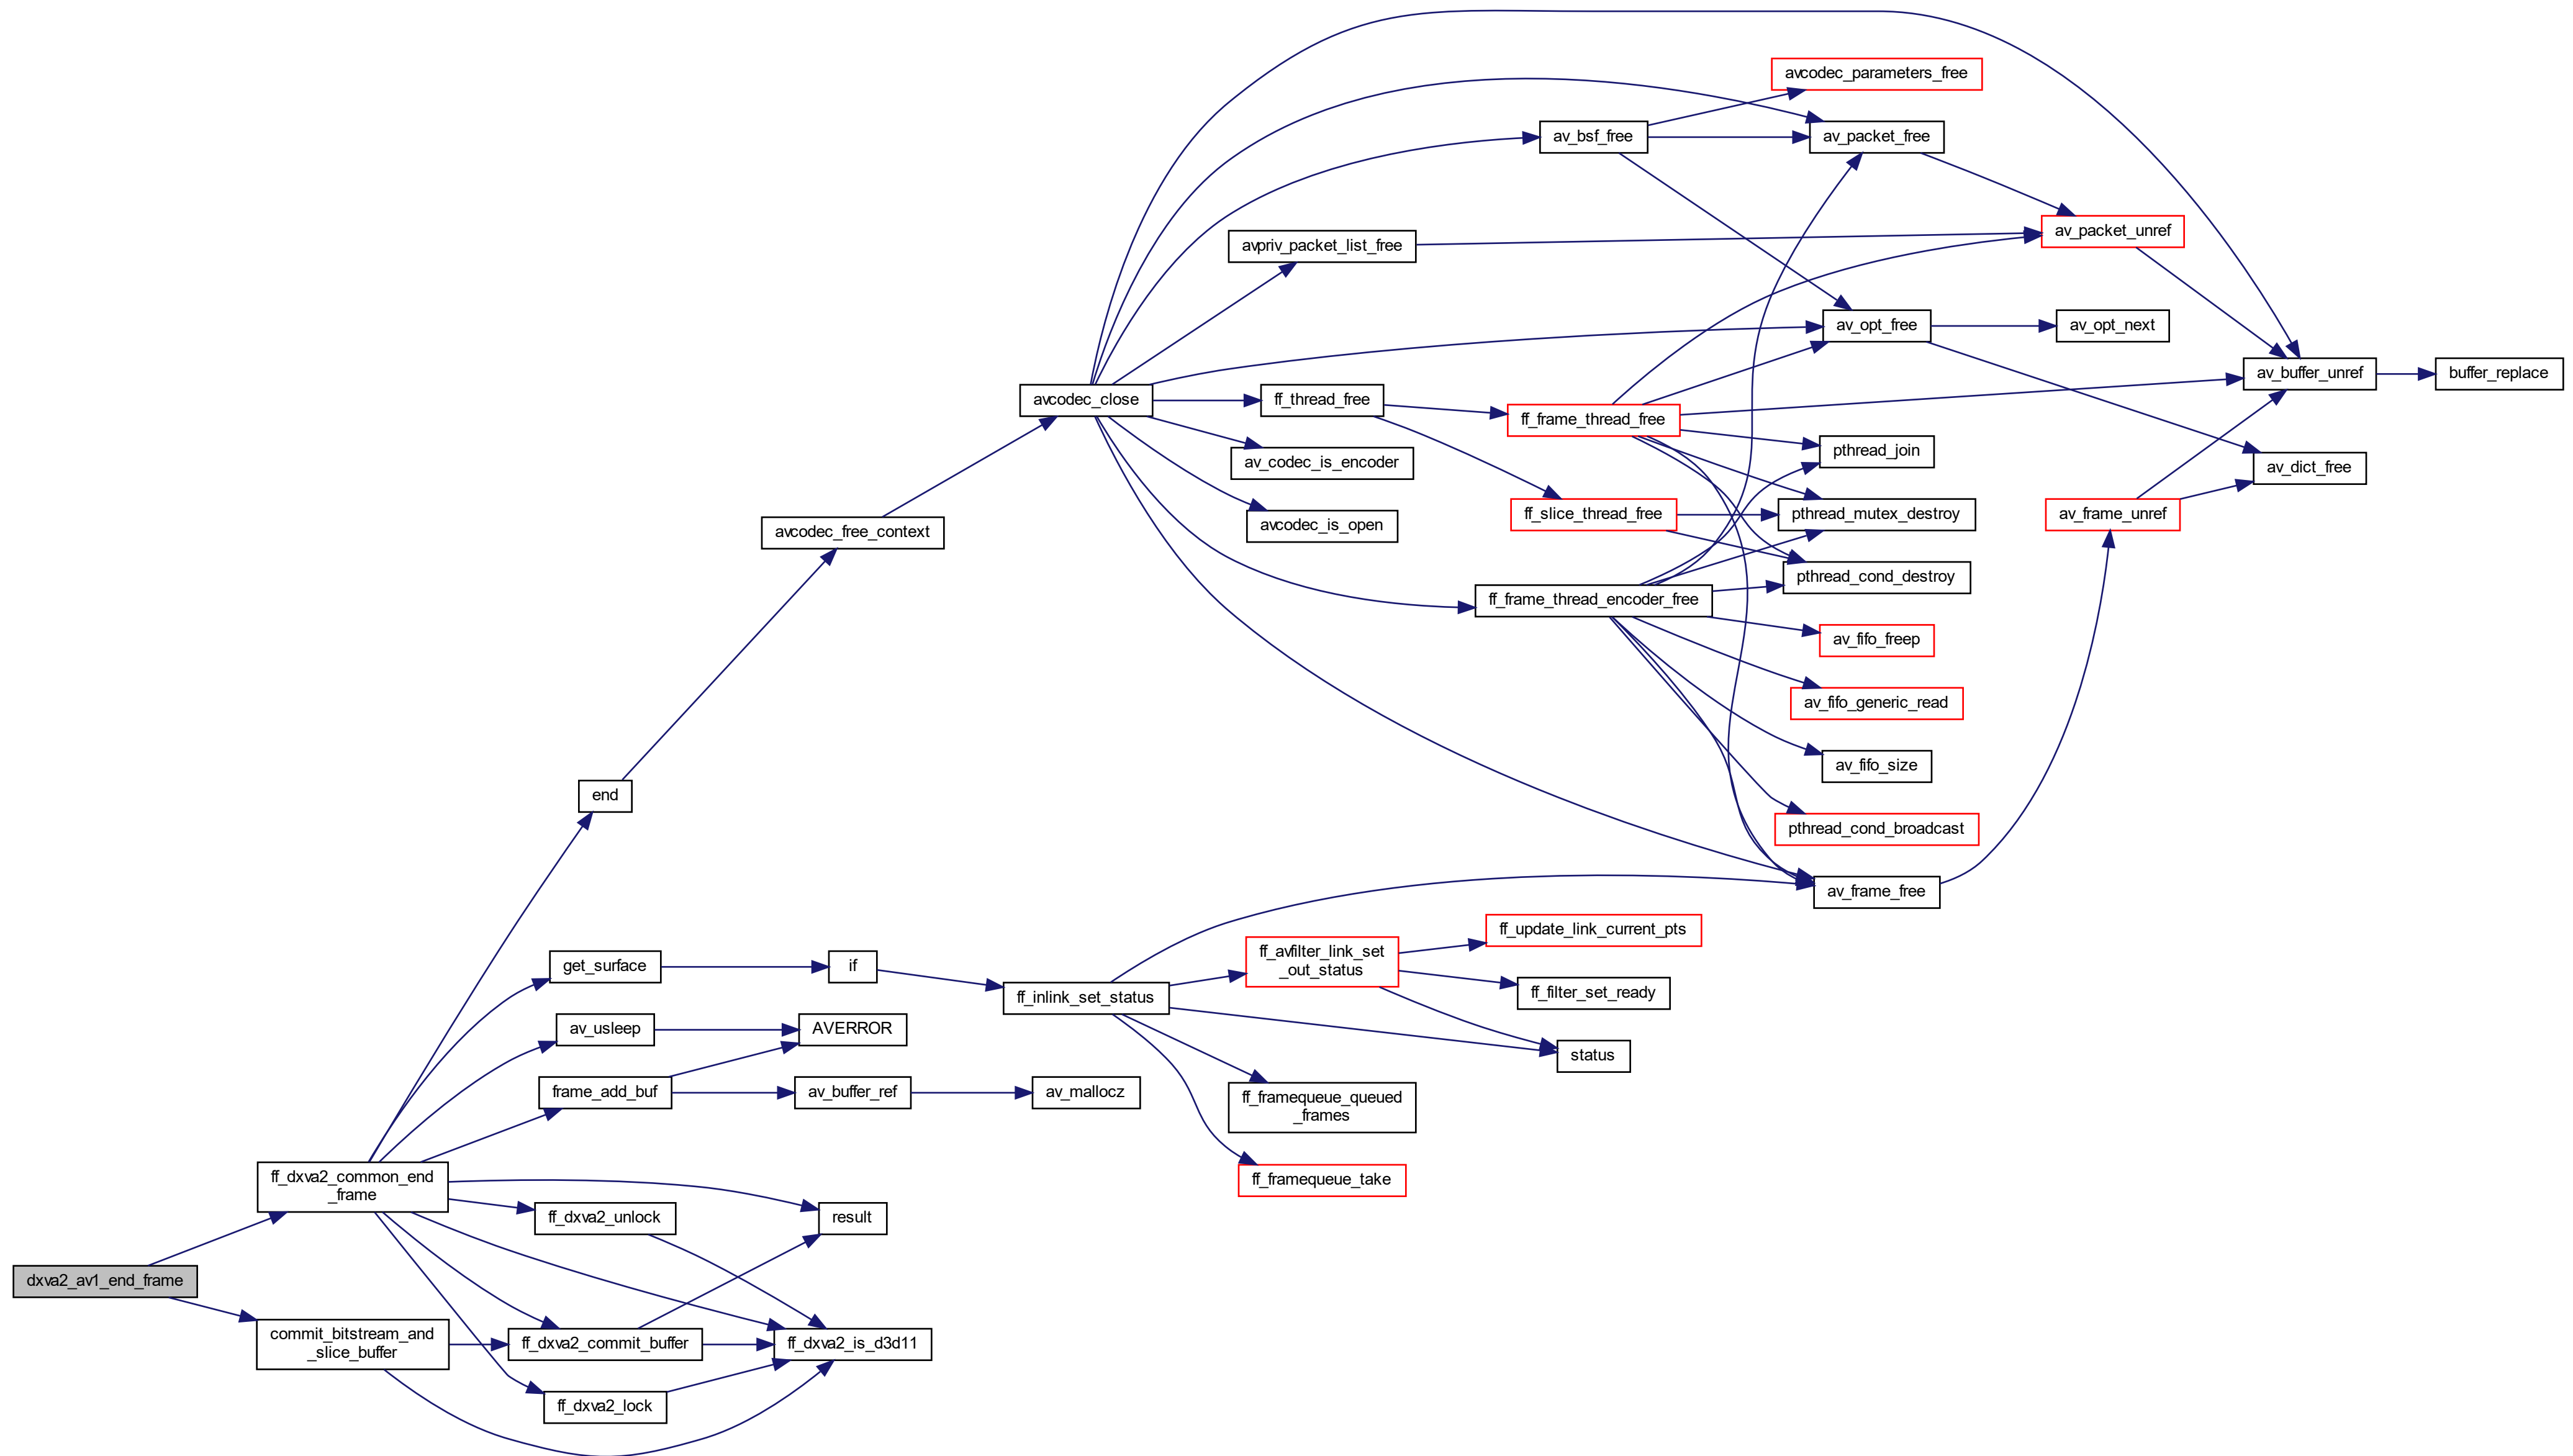 avcodec_parameters_free
av_bsf_free
av_packet_free
avpriv_packet_list_free
av_packet_unref
av_opt_free
av_opt_next
av_buffer_unref
buffer_replace
avcodec_close
ff_thread_free
ff_frame_thread_free
pthread_join
av_codec_is_encoder
av_dict_free
avcodec_is_open
ff_slice_thread_free
pthread_mutex_destroy
av_frame_unref
avcodec_free_context
pthread_cond_destroy
ff_frame_thread_encoder_free
av_fifo_freep
av_fifo_generic_read
av_fifo_size
end
pthread_cond_broadcast
av_frame_free
ff_update_link_current_pts
ff_avfilter_link_set
_out_status
get_surface
if
ff_inlink_set_status
ff_filter_set_ready
av_usleep
AVERROR
status
frame_add_buf
av_buffer_ref
av_mallocz
ff_framequeue_queued
_frames
ff_framequeue_take
ff_dxva2_common_end
_frame
ff_dxva2_unlock
result
dxva2_av1_end_frame
commit_bitstream_and
_slice_buffer
ff_dxva2_commit_buffer
ff_dxva2_is_d3d11
ff_dxva2_lock